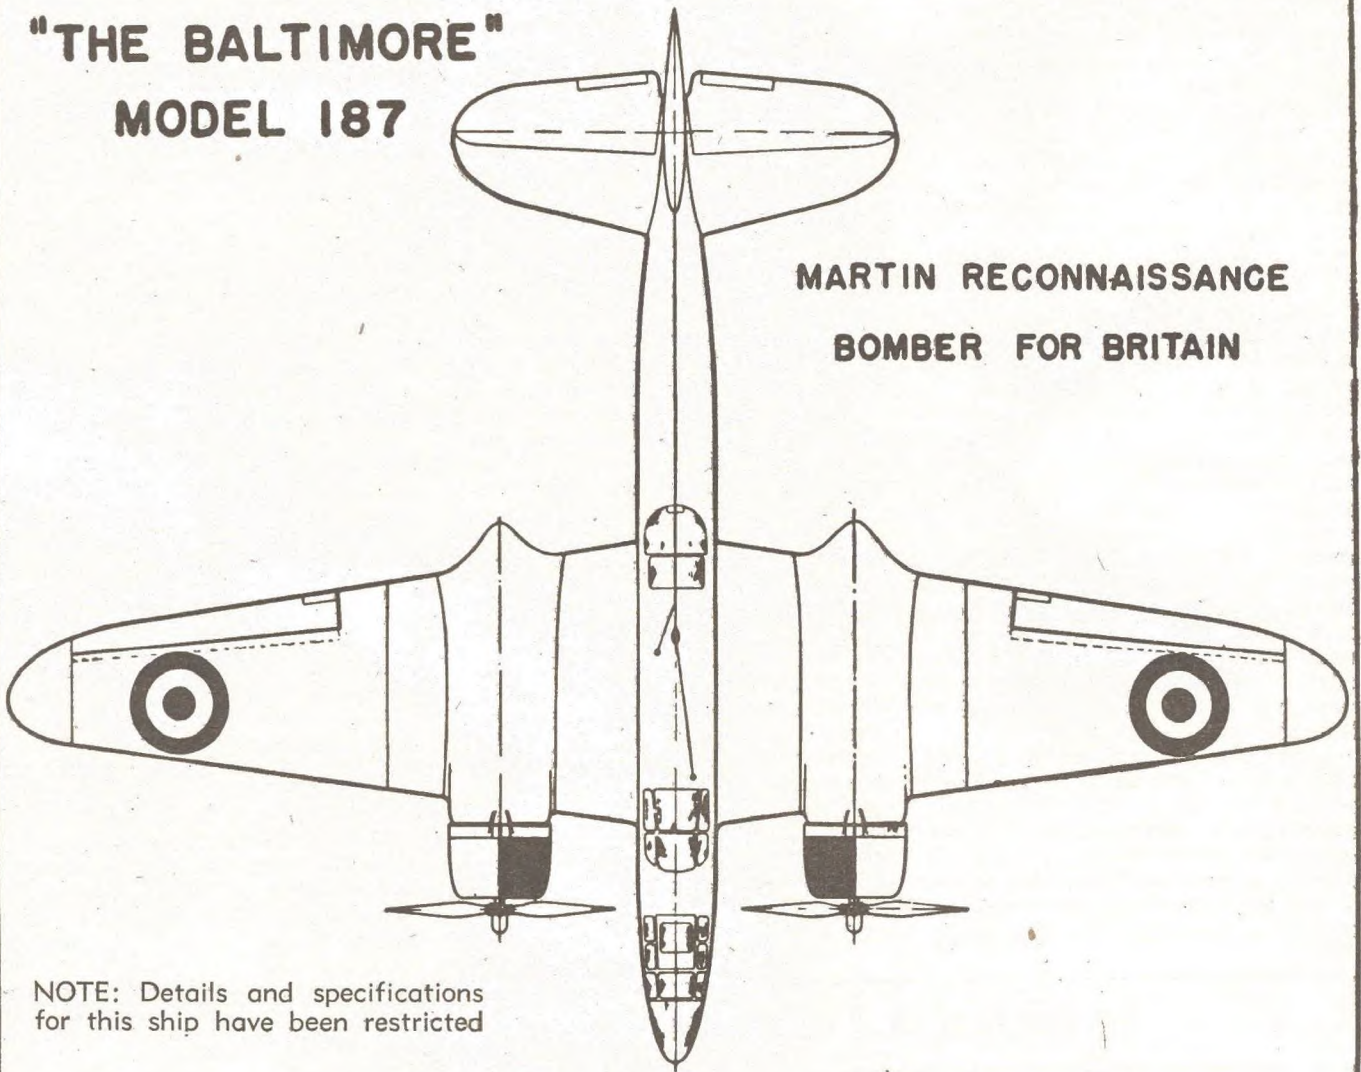 "THE BALTIMORE"
MODEL 187
MARTIN RECONNAISSANCE
BOMBER FOR BRITAIN
NOTE: Details and specifications
for this ship have been restricted